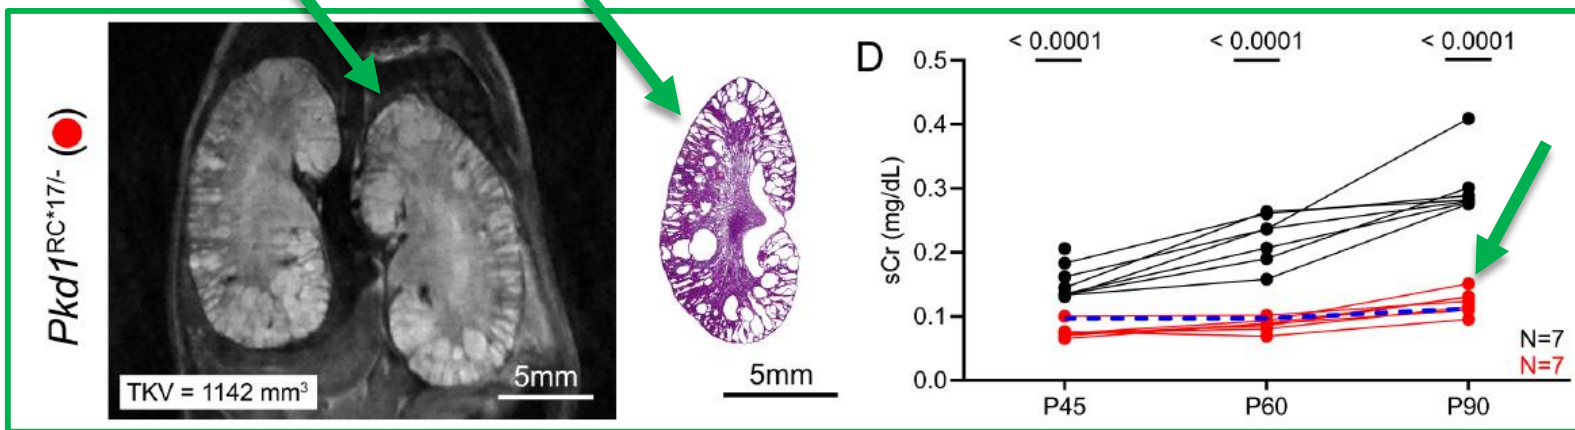 Pkd1RC*17/- (●)
TKV = 1142 mm³
5mm
5mm
D
< 0.0001
< 0.0001
< 0.0001
sCr (mg/dL)
0.5
0.4
0.3
0.2
0.1
0.0
N=7
N=7
P45
P60
P90